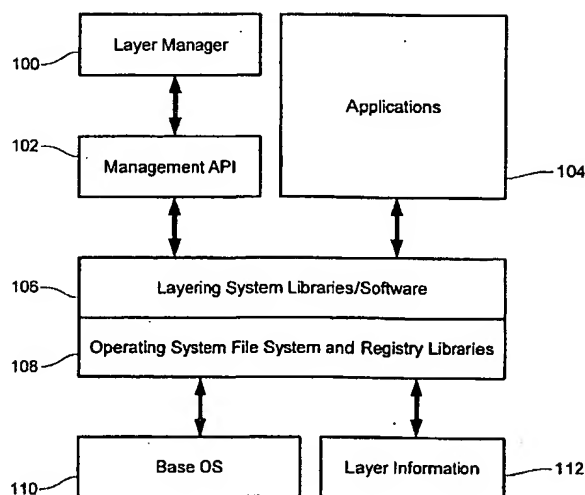 Layer Manager
100
Applications
102
Management API
104
106
Layering System Libraries/Software
108
Operating System File System and Registry Libraries
Base OS
Layer Information
110
112